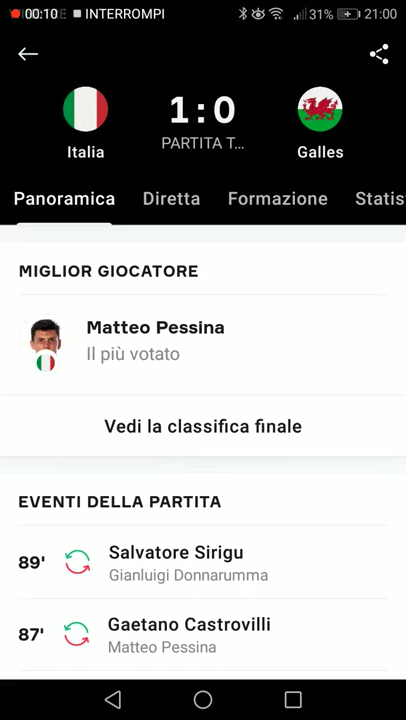 00:10 INTERROMPI 31% 21:00
1:0
PARTITA T...
Italia
Galles
Panoramica Diretta Formazione Statis
MIGLIOR GIOCATORE
Matteo Pessina
Il più votato
Vedi la classifica finale
EVENTI DELLA PARTITA
89' Salvatore Sirigu
Gianluigi Donnarumma
87' Gaetano Castrovilli
Matteo Pessina